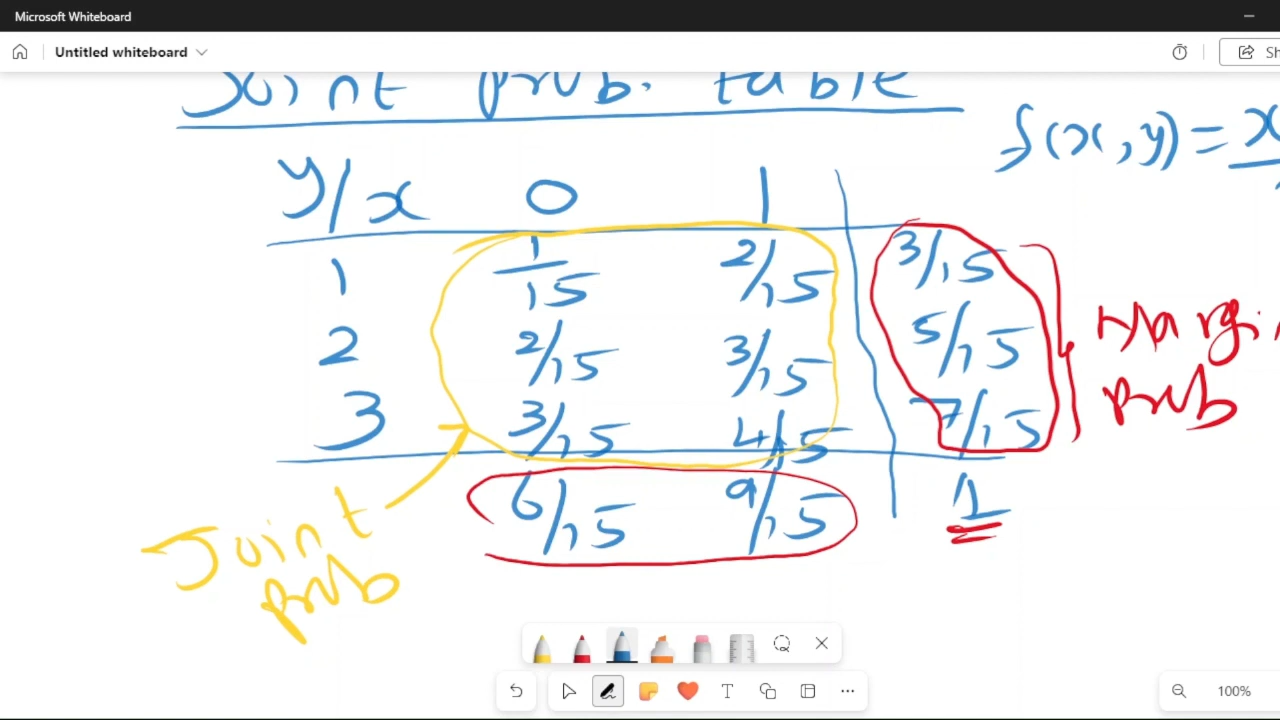 Microsoft Whiteboard
Untitled whiteboard
Sh
Joint prob. table
f(x,y) = x
y/x 0 1
1 1/15 2/15 3/15
2 2/15 3/15 5/15
3 3/15 4/15 7/15
6/15 9/15 1
Margin
prob
Joint
prob
100%